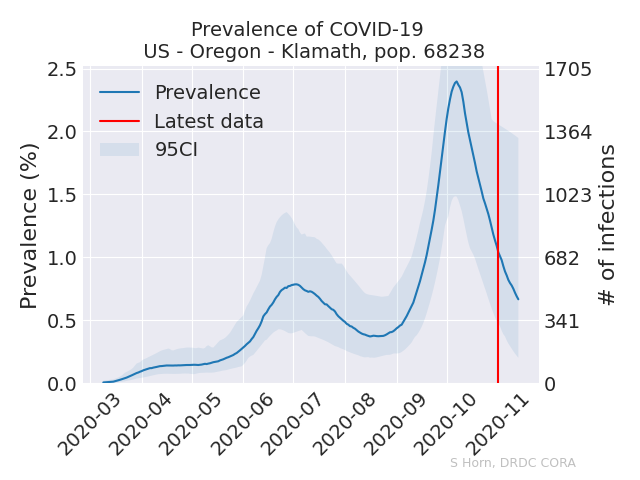 Prevalence of COVID-19
US - Oregon - Klamath, pop. 68238
Prevalence (%)
2.5
2.0
1.5
1.0
0.5
0.0
Prevalence
Latest data
95CI
1705
1364
1023
682
341
0
# of infections
2020-03
2020-04
2020-05
2020-06
2020-07
2020-08
2020-09
2020-10
2020-11
S Horn, DRDC CORA